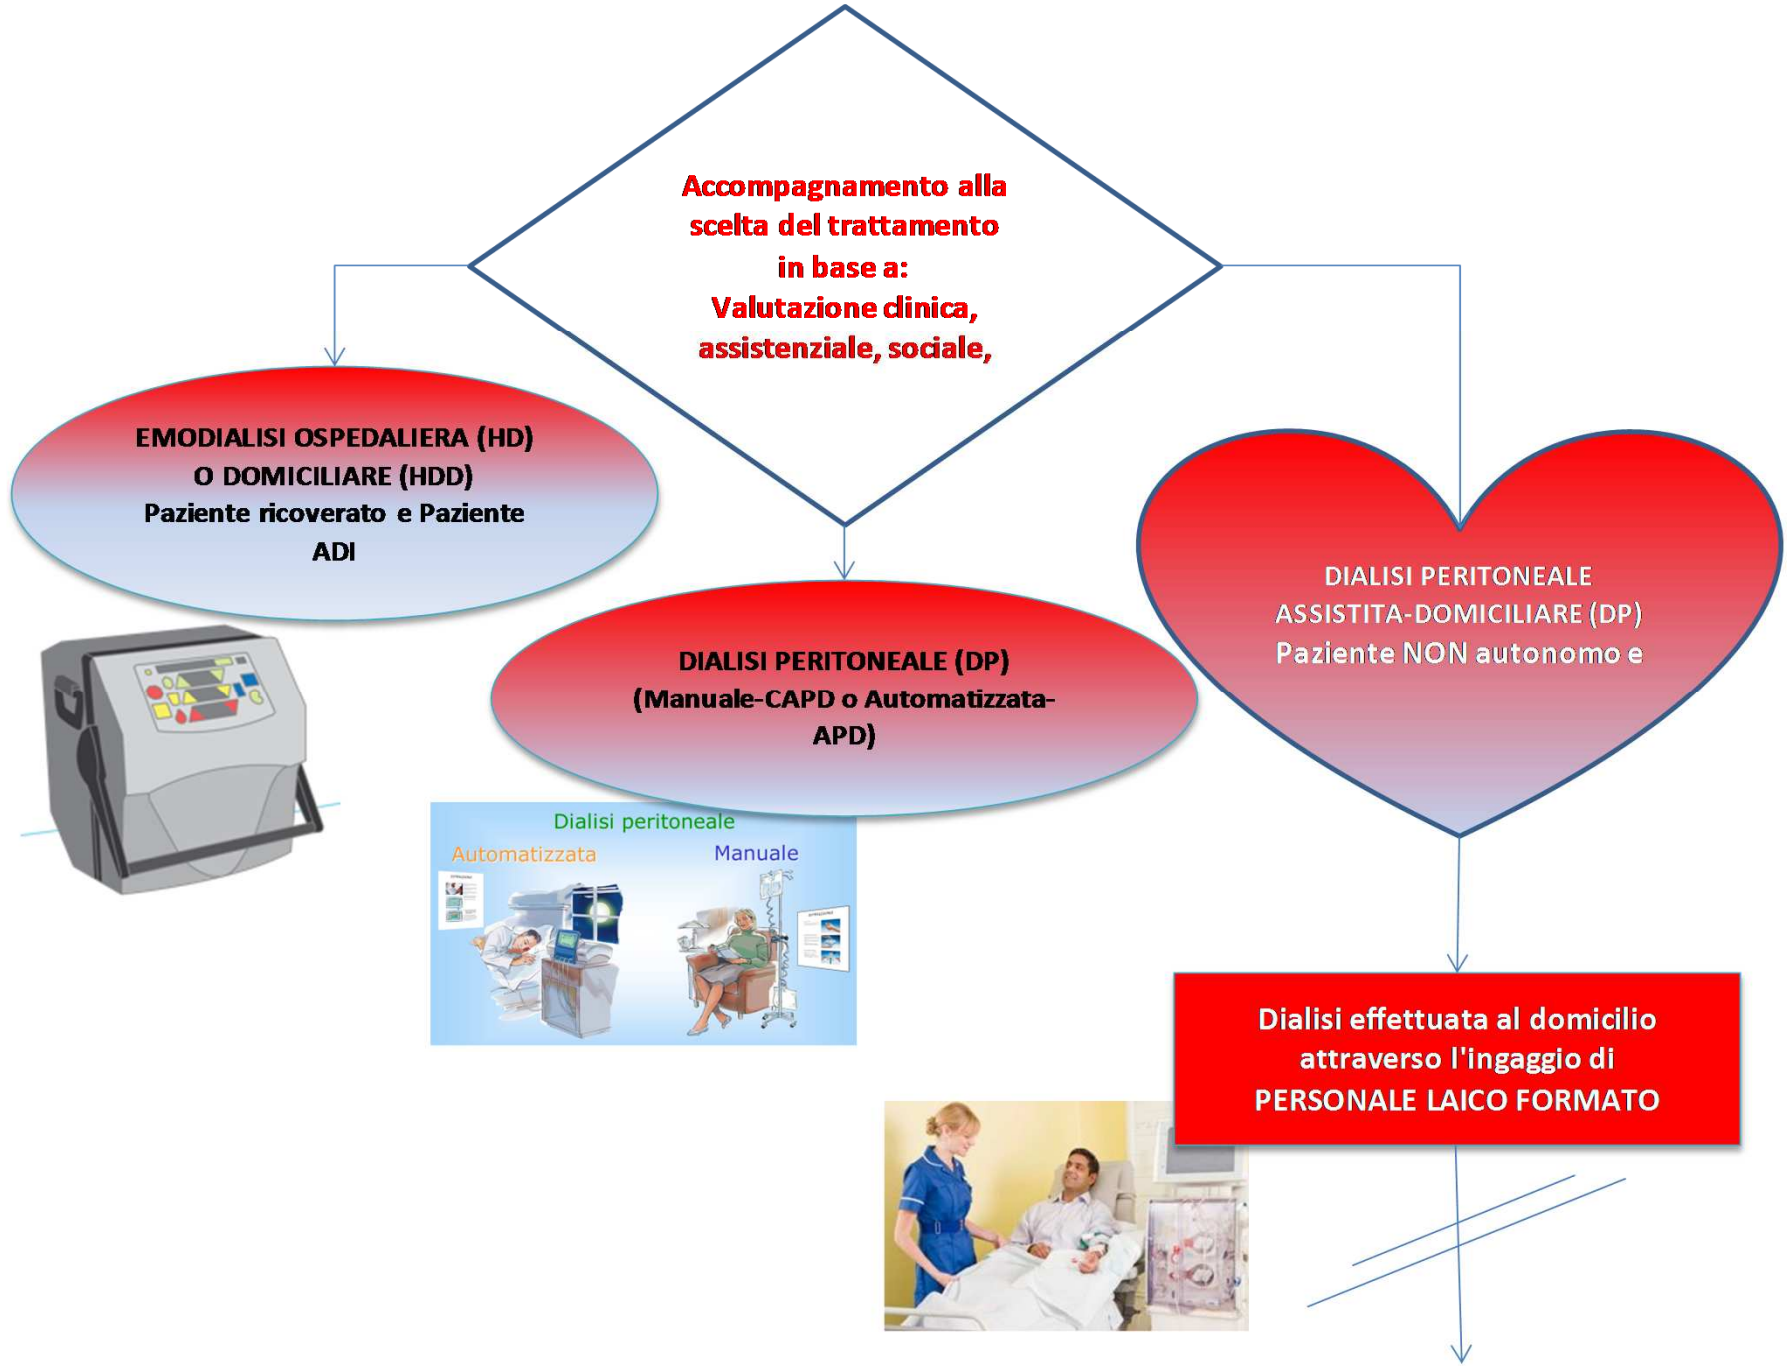 Accompagnamento alla
scelta del trattamento
in base a:
Valutazione clinica,
assistenziale, sociale,
EMODIALISI OSPEDALIERA (HD)
O DOMICILIARE (HDD)
Paziente ricoverato e Paziente
ADI
DIALISI PERITONEALE (DP)
(Manuale-CAPD o Automatizzata-
APD)
DIALISI PERITONEALE
ASSISTITA-DOMICILIARE (DP)
Paziente NON autonomo e
Dialisi peritoneale
Automatizzata
Manuale
Dialisi effettuata al domicilio
attraverso l'ingaggio di
PERSONALE LAICO FORMATO